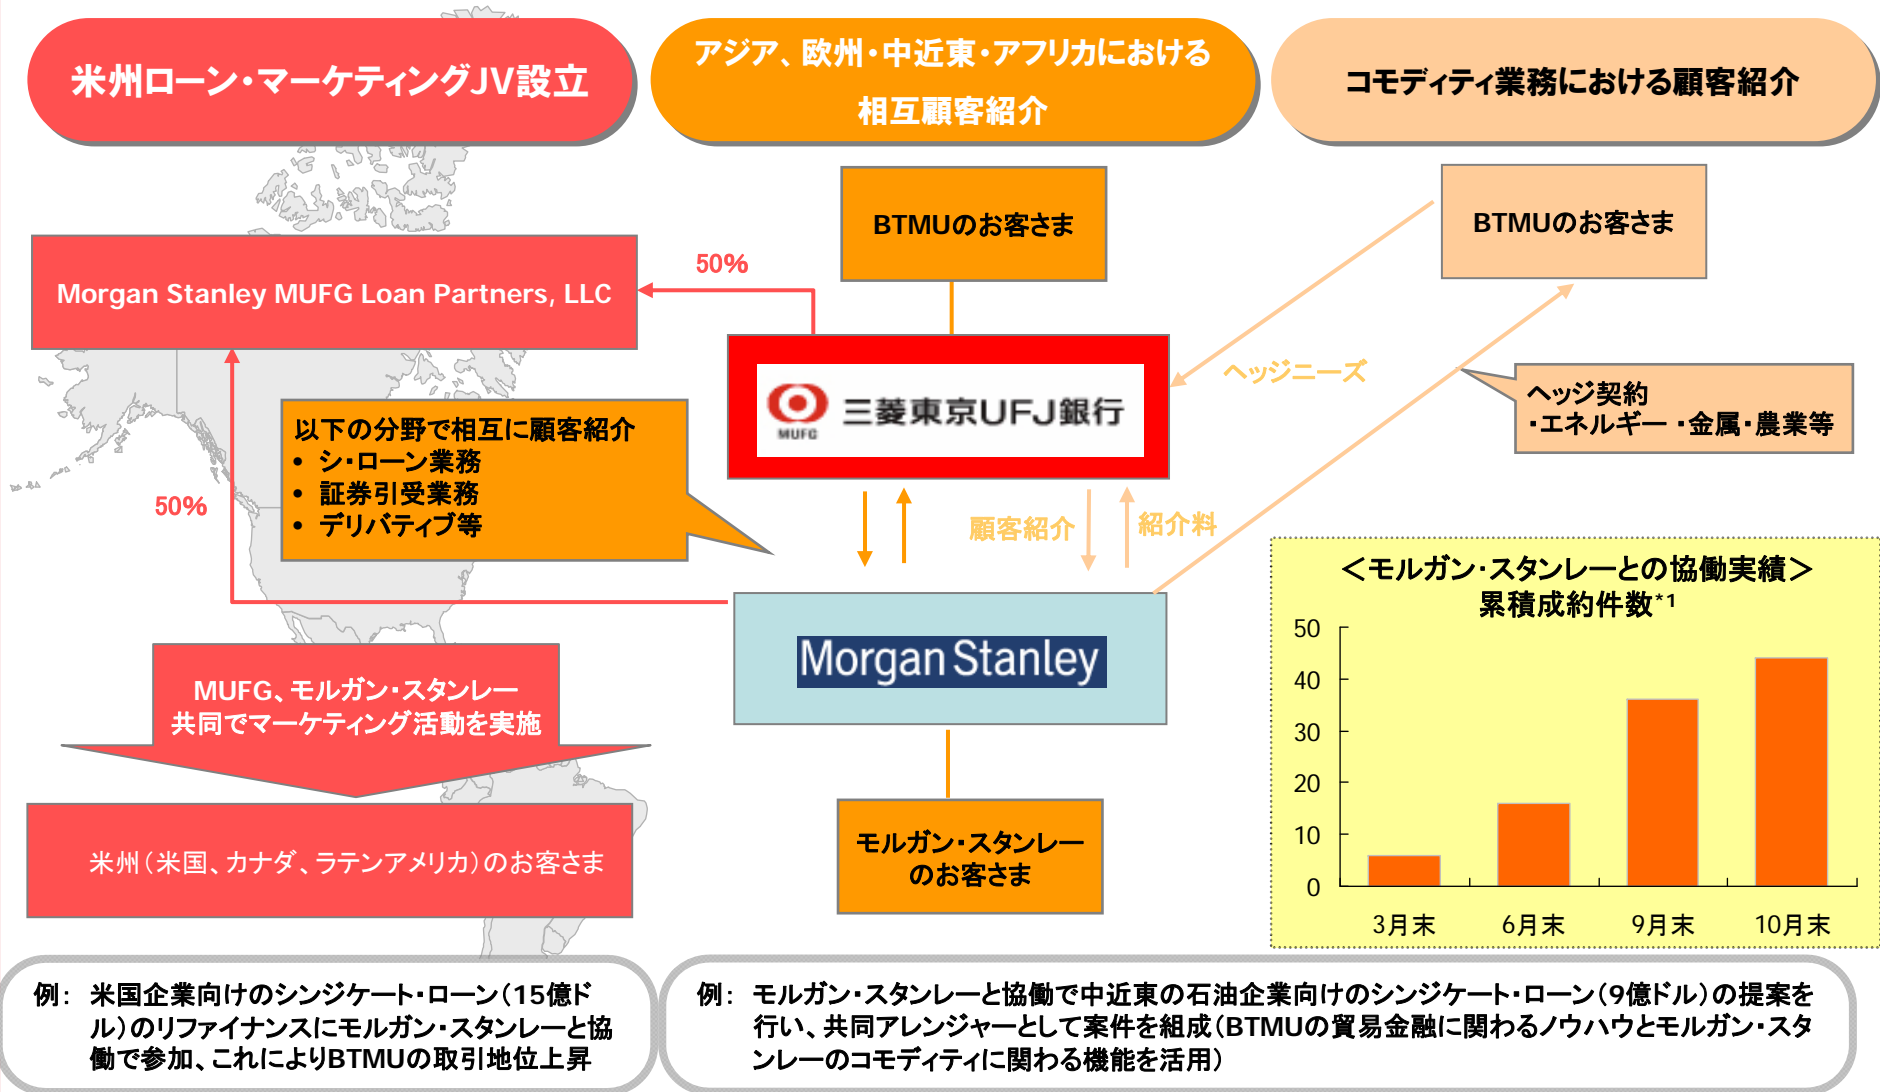 米州ローン・マーケティングJV設立
アジア、欧州・中近東・アフリカにおける
相互顧客紹介
コモディティ業務における顧客紹介
BTMUのお客さま
BTMUのお客さま
50%
Morgan Stanley MUFG Loan Partners, LLC
MUFG
三菱東京UFJ銀行
ヘッジニーズ
ヘッジ契約
・エネルギー ・金属・農業等
以下の分野で相互に顧客紹介
• シ・ローン業務
• 証券引受業務
• デリバティブ等
50%
顧客紹介
紹介料
Morgan Stanley
MUFG、モルガン・スタンレー
共同でマーケティング活動を実施
米州（米国、カナダ、ラテンアメリカ）のお客さま
モルガン・スタンレー
のお客さま
＜モルガン・スタンレーとの協働実績＞
累積成約件数*1
50
40
30
20
10
0
3月末 6月末 9月末 10月末
例： 米国企業向けのシンジケート・ローン（15億ド
ル）のリファイナンスにモルガン・スタンレーと協
働で参加、これによりBTMUの取引地位上昇
例： モルガン・スタンレーと協働で中近東の石油企業向けのシンジケート・ローン（9億ドル）の提案を
行い、共同アレンジャーとして案件を組成（BTMUの貿易金融に関わるノウハウとモルガン・スタ
ンレーのコモディティに関わる機能を活用）